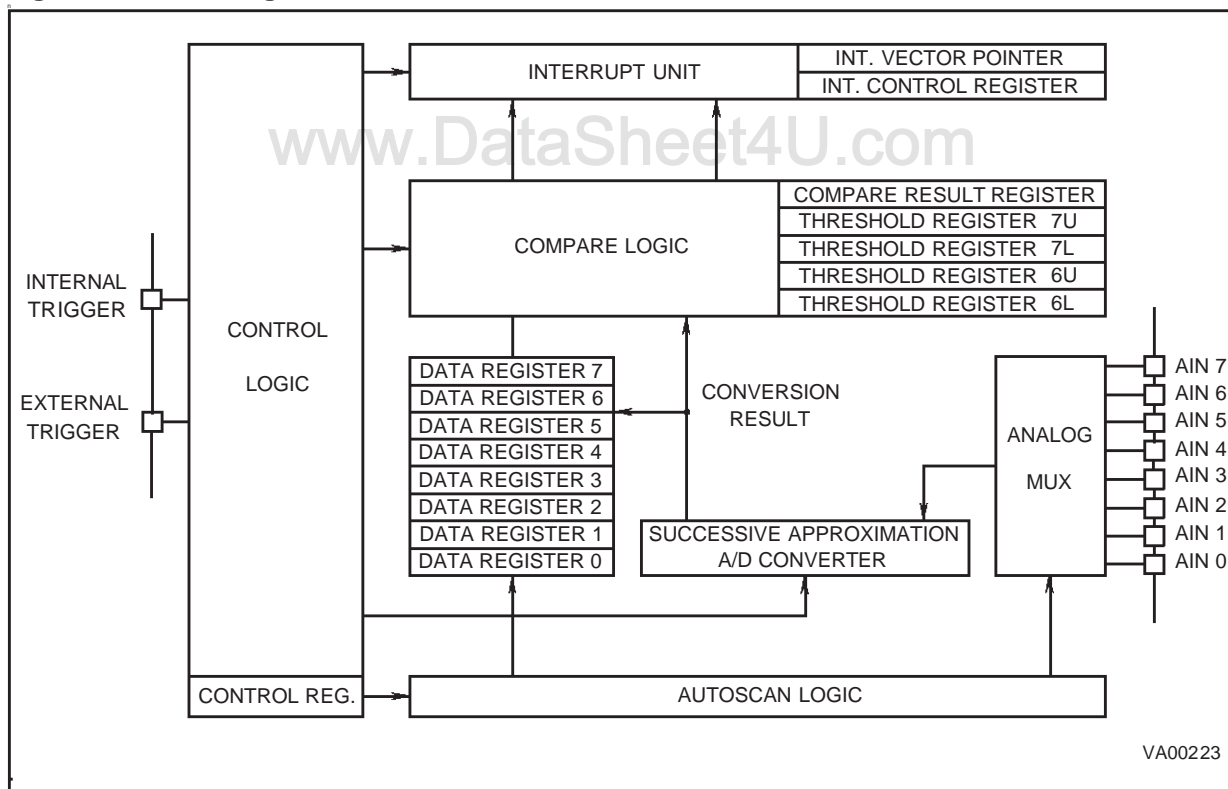 INTERRUPT UNIT
INT. VECTOR POINTER
INT. CONTROL REGISTER
www.DataSheet4U.com
COMPARE LOGIC
COMPARE RESULT REGISTER
THRESHOLD REGISTER 7U
THRESHOLD REGISTER 7L
THRESHOLD REGISTER 6U
THRESHOLD REGISTER 6L
INTERNAL
TRIGGER
EXTERNAL
TRIGGER
CONTROL
LOGIC
DATA REGISTER 7
DATA REGISTER 6
DATA REGISTER 5
DATA REGISTER 4
DATA REGISTER 3
DATA REGISTER 2
DATA REGISTER 1
DATA REGISTER 0
CONVERSION
RESULT
SUCCESSIVE APPROXIMATION
A/D CONVERTER
ANALOG
MUX
AIN 7
AIN 6
AIN 5
AIN 4
AIN 3
AIN 2
AIN 1
AIN 0
CONTROL REG.
AUTOSCAN LOGIC
VA00223